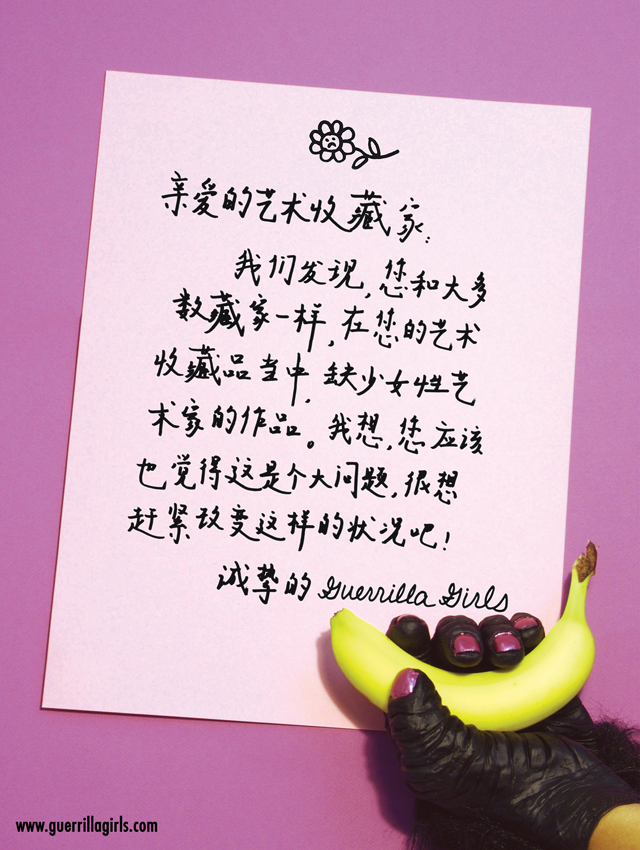 亲爱的艺术收藏家：
我们发现，您和大多
数藏家一样，在您的艺术
收藏品当中，缺少女性艺
术家的作品。我想，您应该
也觉得这是个大问题，很想
赶紧改变这样的状况吧！
诚挚的 Guerrilla Girls
www.guerrillagirls.com